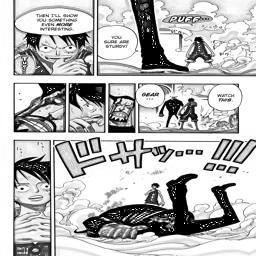 THEN I'LL SHOW
YOU SOMETHING
EVEN MORE
INTERESTING.
YOU
SURE ARE
STURDY!
PUFF...
GEAR
...
WATCH
THIS.
ドサッ…!!!